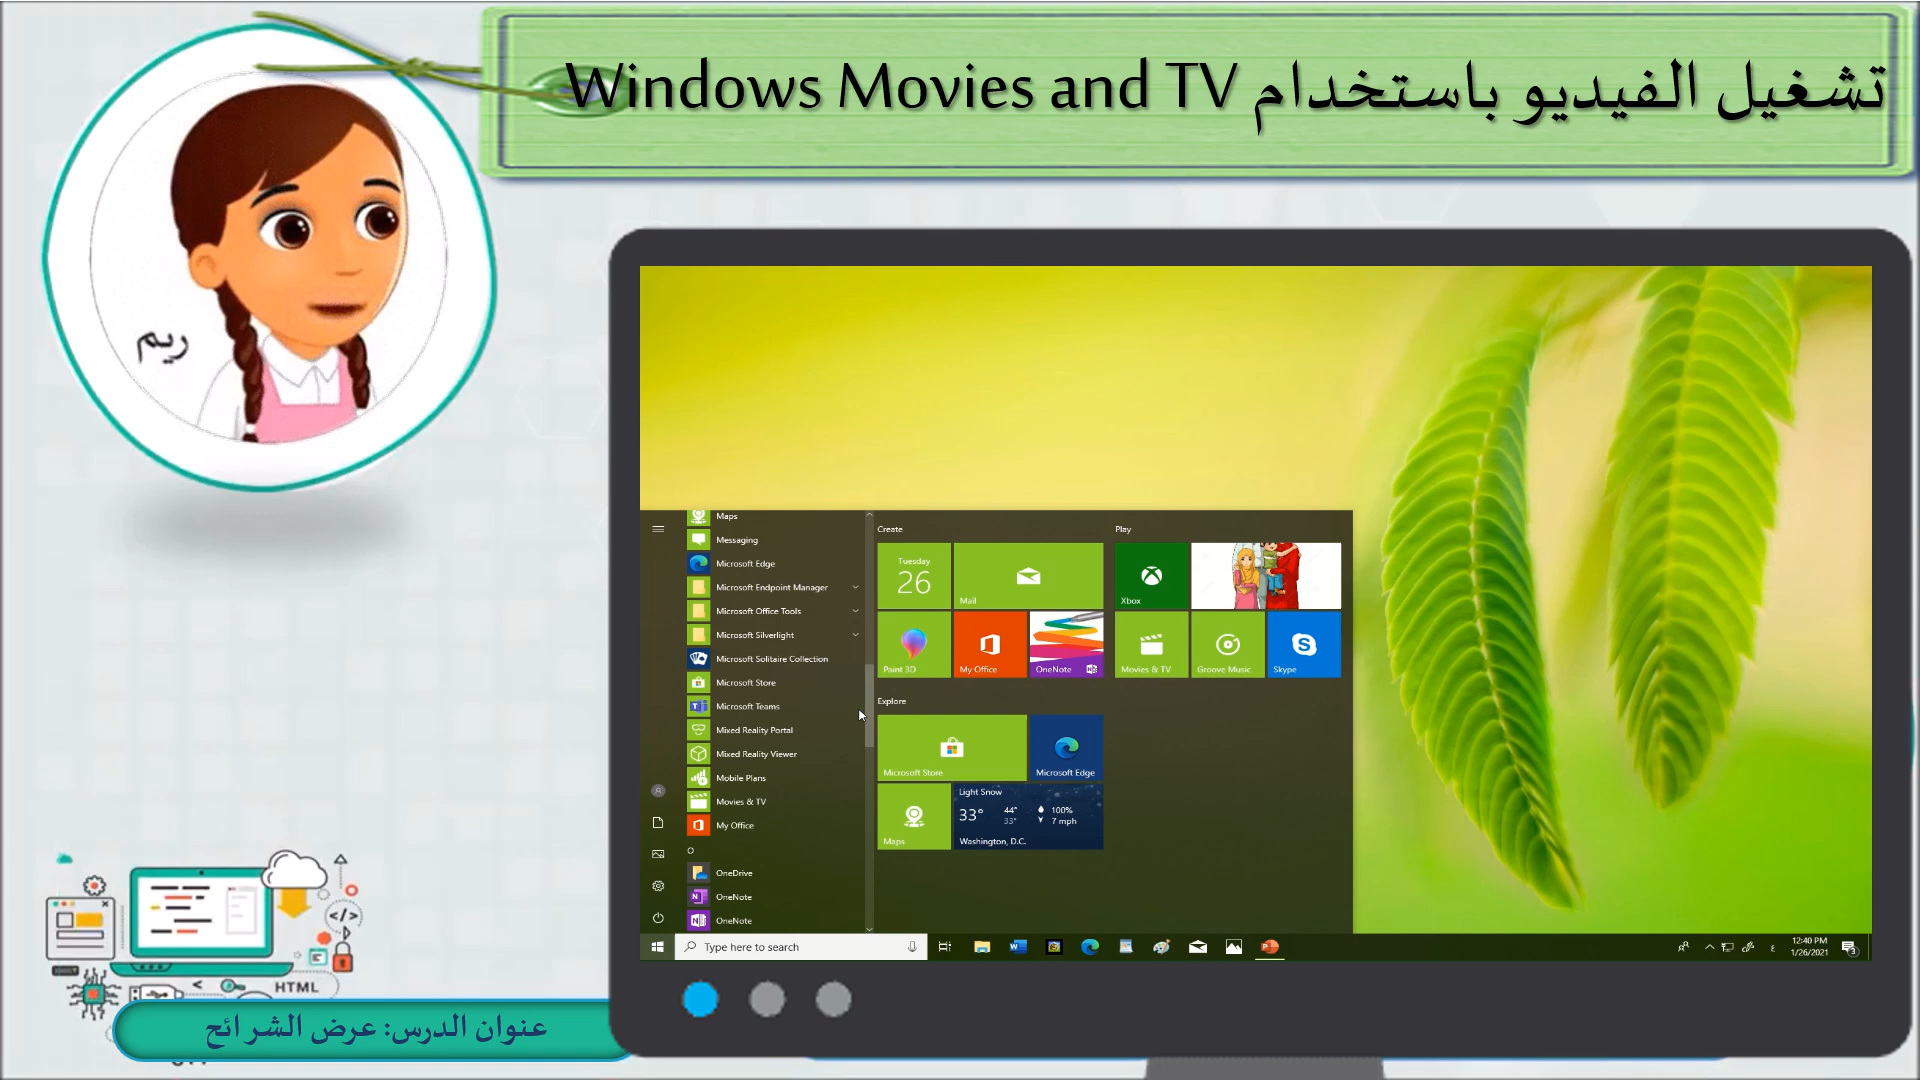 تشغيل الفيديو باستخدام Windows Movies and TV
ريم
Maps
Messaging
Microsoft Edge
Microsoft Endpoint Manager
Microsoft Office Tools
Microsoft Silverlight
Microsoft Solitaire Collection
Microsoft Store
Microsoft Teams
Mixed Reality Portal
Mixed Reality Viewer
Mobile Plans
Movies & TV
My Office
O
OneDrive
OneNote
OneNote
Create
Tuesday
26
Mail
Paint 3D
My Office
OneNote
Play
Xbox
Movies & TV
Groove Music
Skype
Explore
Microsoft Store
Microsoft Edge
Maps
Light Snow
33° 44° 100%
33° 7 mph
Washington, D.C.
Type here to search
ع
12:40 PM
1/26/2021
3
</>
HTML
عنوان الدرس: عرض الشرائح